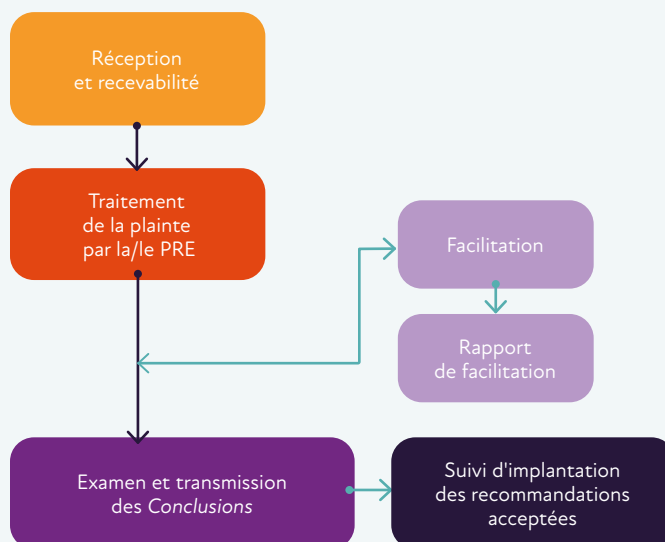 Réception
et recevabilité
Traitement
de la plainte
par la/le PRE
Facilitation
Rapport
de facilitation
Examen et transmission
des Conclusions
Suivi d'implantation
des recommandations
acceptées